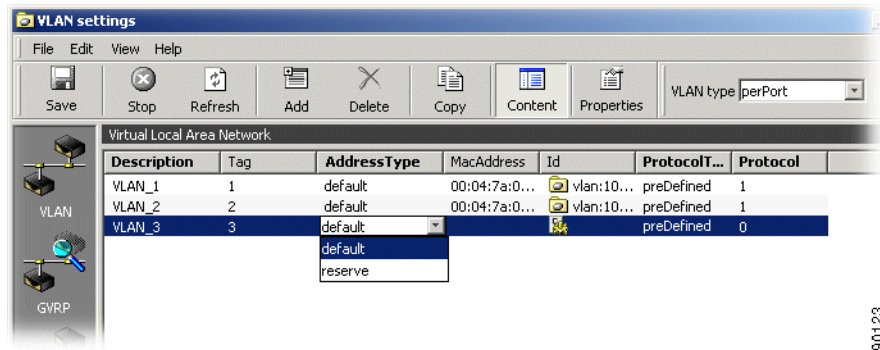 VLAN settings
File Edit View Help
Save Stop Refresh Add Delete Copy Content Properties VLAN type perPort
Virtual Local Area Network
Description Tag AddressType MacAddress Id ProtocolT... Protocol
VLAN_1 1 default 00:04:7a:0... vlan:10... preDefined 1
VLAN_2 2 default 00:04:7a:0... vlan:10... preDefined 1
VLAN_3 3 default preDefined 0
default
reserve
VLAN
GVRP
90123